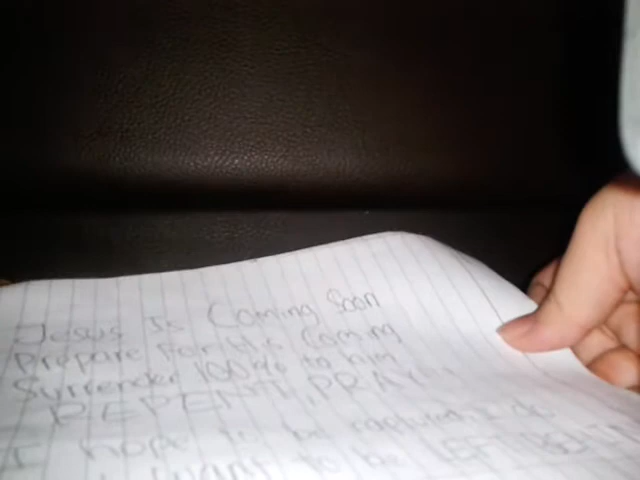 Jesus Is Coming Soon
Prepare for his Coming
Surrender 100% to him
REPENT, PRAY
I hope to be
want to be LEFT